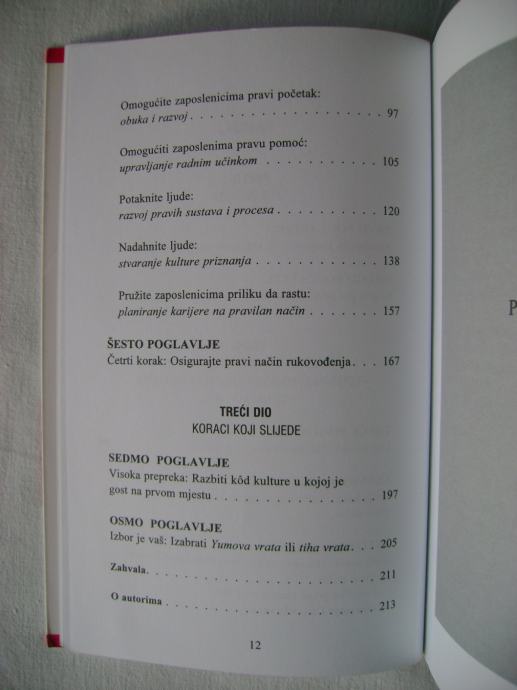 Omogućite zaposlenicima pravi početak:
obuka i razvoj . . . . . . . . . . . . . . . . . . . 97
Omogućiti zaposlenima pravu pomoć:
upravljanje radnim učinkom . . . . . . . . . . . 105
Potaknite ljude:
razvoj pravih sustava i procesa . . . . . . . . . . 120
Nadahnite ljude:
stvaranje kulture priznanja . . . . . . . . . . . . 138
Pružite zaposlenicima priliku da rastu:
planiranje karijere na pravilan način . . . . . . . 157
ŠESTO POGLAVLJE
Četrti korak: Osigurajte pravi način rukovođenja. . . 167
TREĆI DIO
KORACI KOJI SLIJEDE
SEDMO POGLAVLJE
Visoka prepreka: Razbiti kôd kulture u kojoj je
gost na prvom mjestu . . . . . . . . . . . . . . . . 197
OSMO POGLAVLJE
Izbor je vaš: Izabrati Yumova vrata ili tiha vrata. . . 205
Zahvala. . . . . . . . . . . . . . . . . . . . . . . 211
O autorima . . . . . . . . . . . . . . . . . . . . . 213
12
P